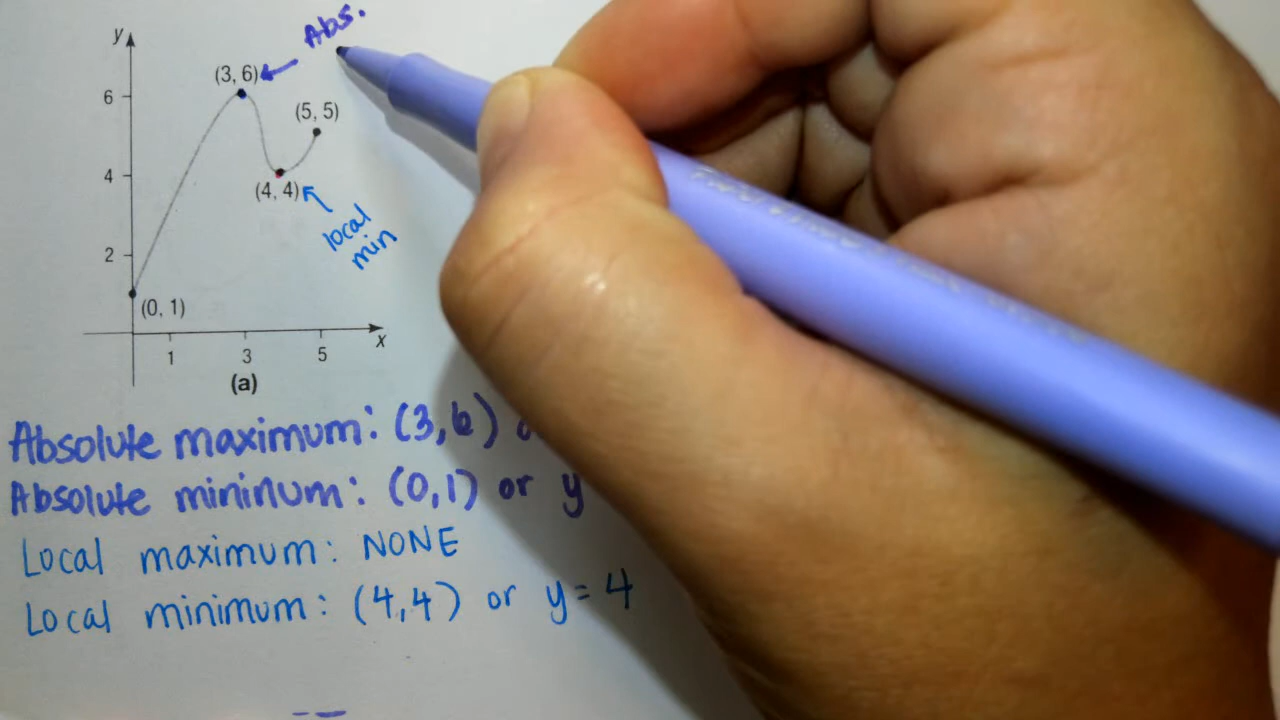 y
Abs.
(3, 6)
6
(5, 5)
4
(4, 4)
local
min
2
(0, 1)
x
1 3 5
(a)
Absolute maximum: (3,6)
Absolute mininum: (0,1) or y
Local maximum: NONE
Local minimum: (4,4) or y=4